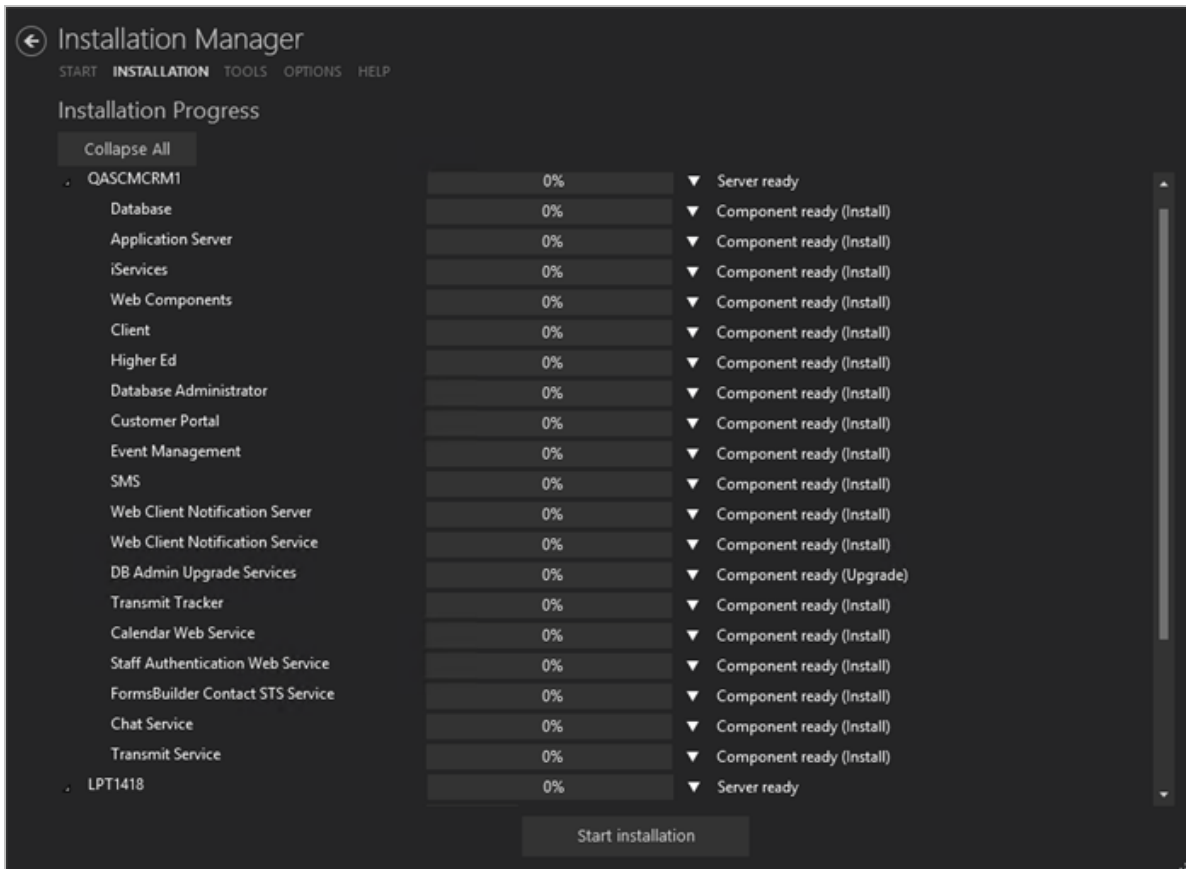 Installation Manager
START INSTALLATION TOOLS OPTIONS HELP
Installation Progress
Collapse All
QASCMCRM1 0% Server ready
Database 0% Component ready (Install)
Application Server 0% Component ready (Install)
iServices 0% Component ready (Install)
Web Components 0% Component ready (Install)
Client 0% Component ready (Install)
Higher Ed 0% Component ready (Install)
Database Administrator 0% Component ready (Install)
Customer Portal 0% Component ready (Install)
Event Management 0% Component ready (Install)
SMS 0% Component ready (Install)
Web Client Notification Server 0% Component ready (Install)
Web Client Notification Service 0% Component ready (Install)
DB Admin Upgrade Services 0% Component ready (Upgrade)
Transmit Tracker 0% Component ready (Install)
Calendar Web Service 0% Component ready (Install)
Staff Authentication Web Service 0% Component ready (Install)
FormsBuilder Contact STS Service 0% Component ready (Install)
Chat Service 0% Component ready (Install)
Transmit Service 0% Component ready (Install)
LPT1418 0% Server ready
Start installation